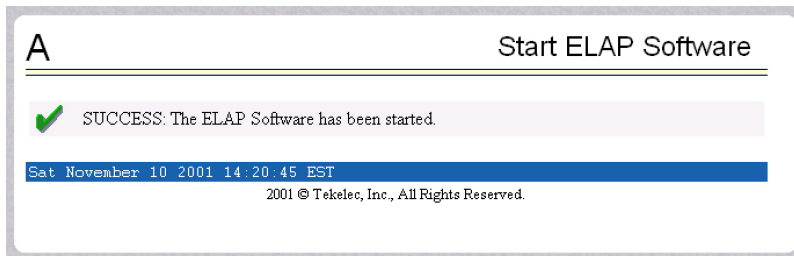 A
Start ELAP Software
SUCCESS: The ELAP Software has been started.
Sat November 10 2001 14:20:45 EST
2001 © Tekelec, Inc., All Rights Reserved.